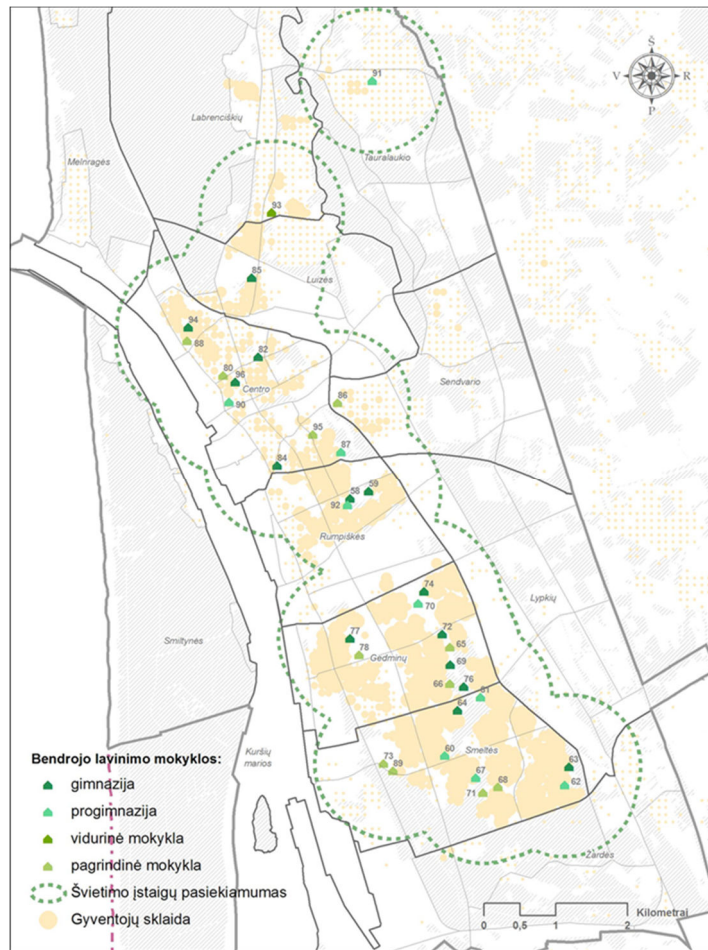 Š
V R
P
91
Labrenciškių
Melnragės
Tauralaukio
93
85
Luizės
94
88
82
80
96
Centro
90
Sendvario
86
95
87
84
59
58
92
Rumpiškės
74
70
Lypkių
77
72
78
65
Gedminų
69
Smiltynės
66
76
61
64
Smeltės
Kuršių
marios
73
89
60
63
67
68
62
71
Žardės
Bendrojo lavinimo mokyklos:
gimnazija
progimnazija
vidurinė mokykla
pagrindinė mokykla
Švietimo įstaigų pasiekiamumas
Gyventojų sklaida
Kilometrai
0 0,5 1 2